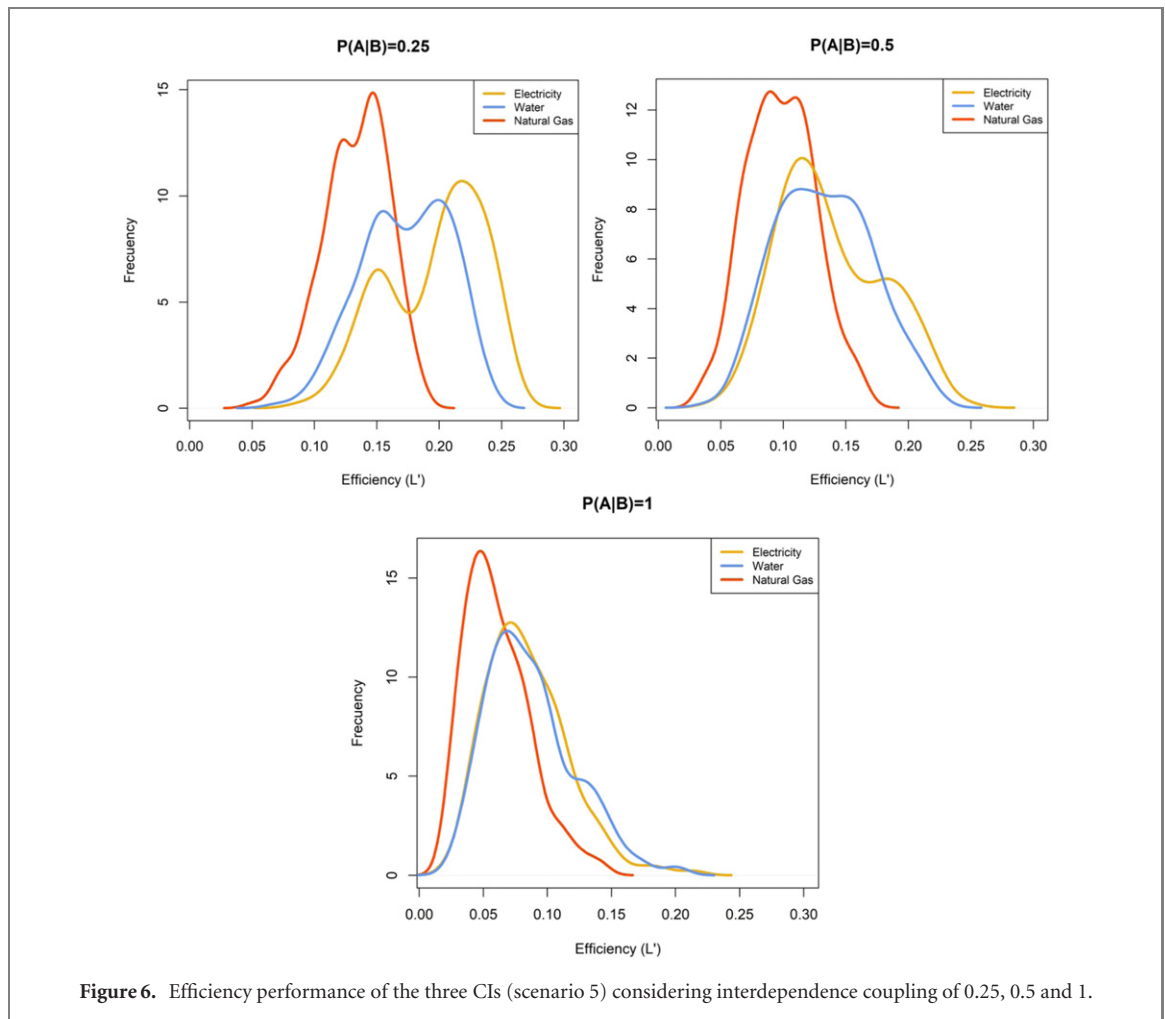 P(A|B)=0.25
Electricity
Water
Natural Gas
Frecuency
0
5
10
15
0.00 0.05 0.10 0.15 0.20 0.25 0.30
Efficiency (L')
P(A|B)=0.5
Electricity
Water
Natural Gas
Frecuency
0
2
4
6
8
10
12
0.00 0.05 0.10 0.15 0.20 0.25 0.30
Efficiency (L')
P(A|B)=1
Electricity
Water
Natural Gas
Frecuency
0
5
10
15
0.00 0.05 0.10 0.15 0.20 0.25 0.30
Efficiency (L')
Figure 6. Efficiency performance of the three CIs (scenario 5) considering interdependence coupling of 0.25, 0.5 and 1.